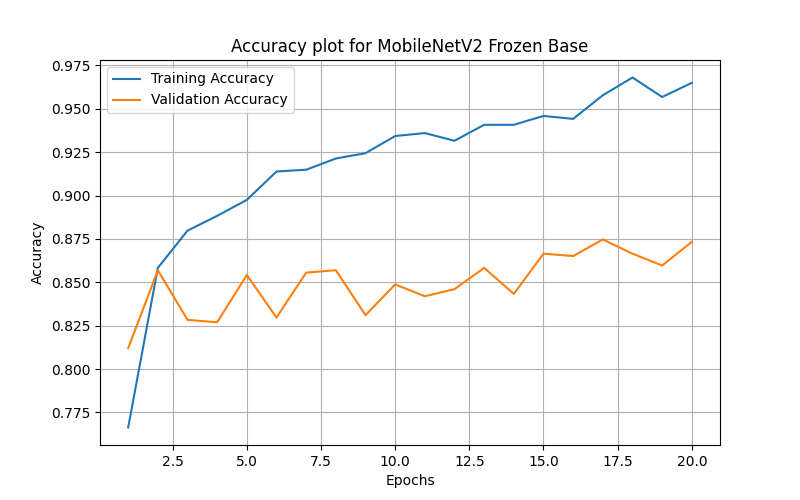 Accuracy plot for MobileNetV2 Frozen Base
Training Accuracy
Validation Accuracy
0.975
0.950
0.925
0.900
0.875
0.850
0.825
0.800
0.775
Accuracy
2.5 5.0 7.5 10.0 12.5 15.0 17.5 20.0
Epochs